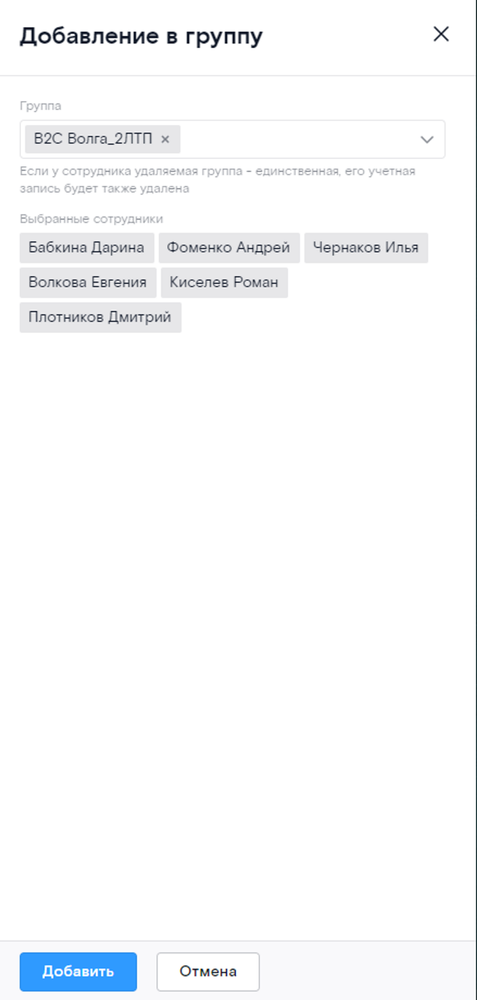 Добавление в группу
Группа
B2C Волга_2ЛТП ×
Если у сотрудника удаляемая группа - единственная, его учетная
запись будет также удалена
Выбранные сотрудники
Бабкина Дарина Фоменко Андрей Чернаков Илья
Волкова Евгения Киселев Роман
Плотников Дмитрий
Добавить Отмена